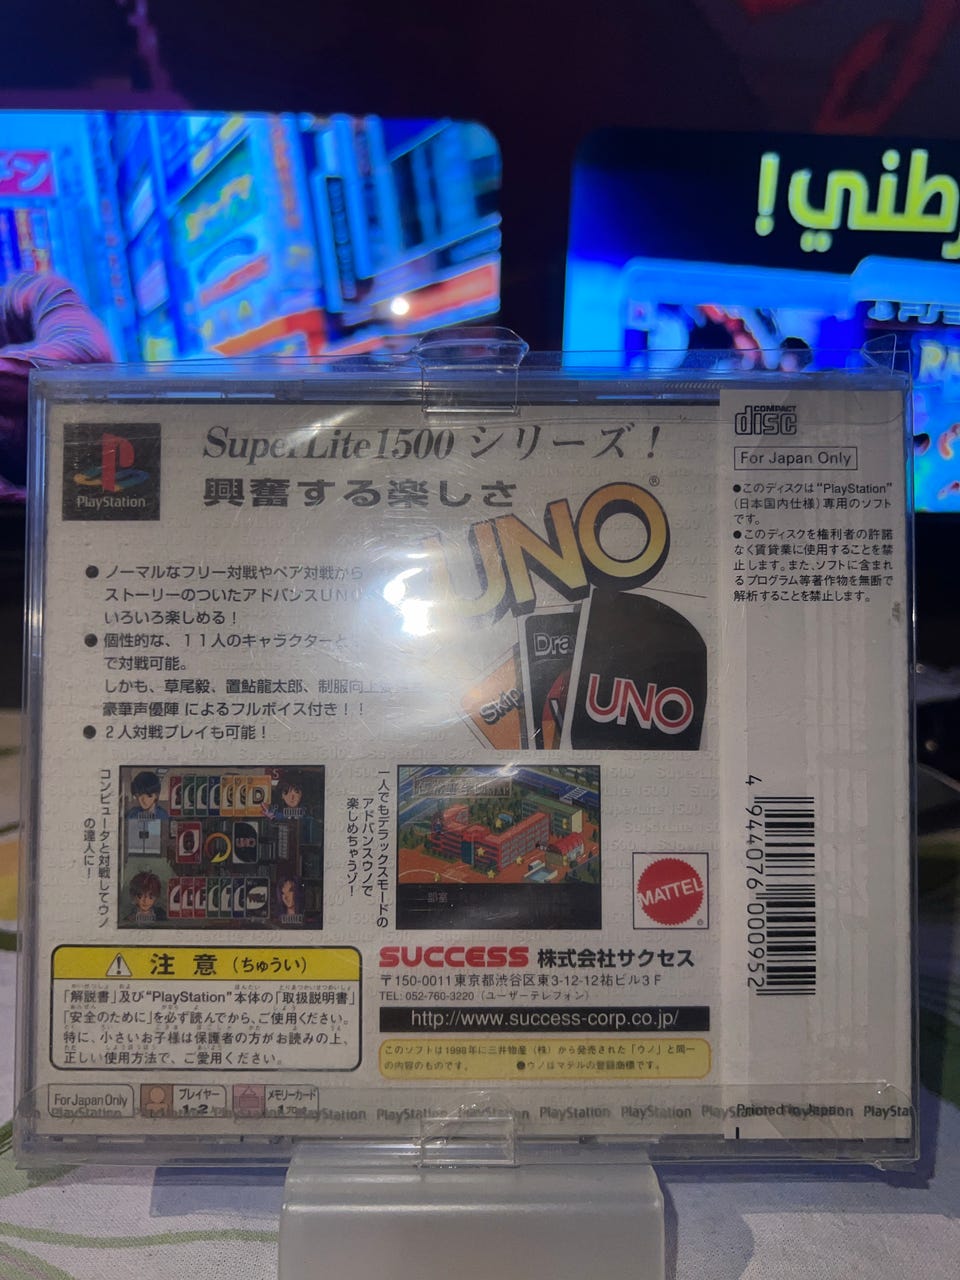 طني!
PlayStation
SuperLite1500 シリーズ!
興奮する楽しさ
UNO®
Skip
Dra
UNO
●ノーマルなフリー対戦やペア対戦から
ストーリーのついたアドバンスUNO
いろいろ楽しめる!
●個性的な、11人のキャラクターと
で対戦可能。
しかも、草尾毅、置鮎龍太郎、制服向上
豪華声優陣 によるフルボイス付き!!
●2人対戦プレイも可能!
コンピュータと対戦してウノ
の達人に!
一人でもデラックスモードの
アドバンスウノで
楽しめちゃうゾ!
部室
MATTEL
注意(ちゅうい)
「解説書」及び“PlayStation”本体の「取扱説明書」
「安全のために」を必ず読んでから、ご使用ください。
特に、小さいお子様は保護者の方がお読みの上、
正しい使用方法で、ご愛用ください。
SUCCESS 株式会社サクセス
〒150-0011 東京都渋谷区東3-12-12祐ビル3F
TEL: 052-760-3220(ユーザーテレフォン)
http://www.success-corp.co.jp/
このソフトは1998年に三井物産(株)から発売された「ウノ」と同一
の内容のものです。 ●ウノはマテルの登録商標です。
For Japan Only
プレイヤー
1~2
メモリーカード
COMPACT
disc
For Japan Only
●このディスクは“PlayStation”
(日本国内仕様)専用のソフト
です。
●このディスクを権利者の許諾
なく賃貸業に使用することを禁
止します。また、ソフトに含まれ
るプログラム等著作物を無断で
解析することを禁止します。
4 944076 000952
Printed in Japan
PlayStation PlayStation PlayStation PlayStation PlayStation